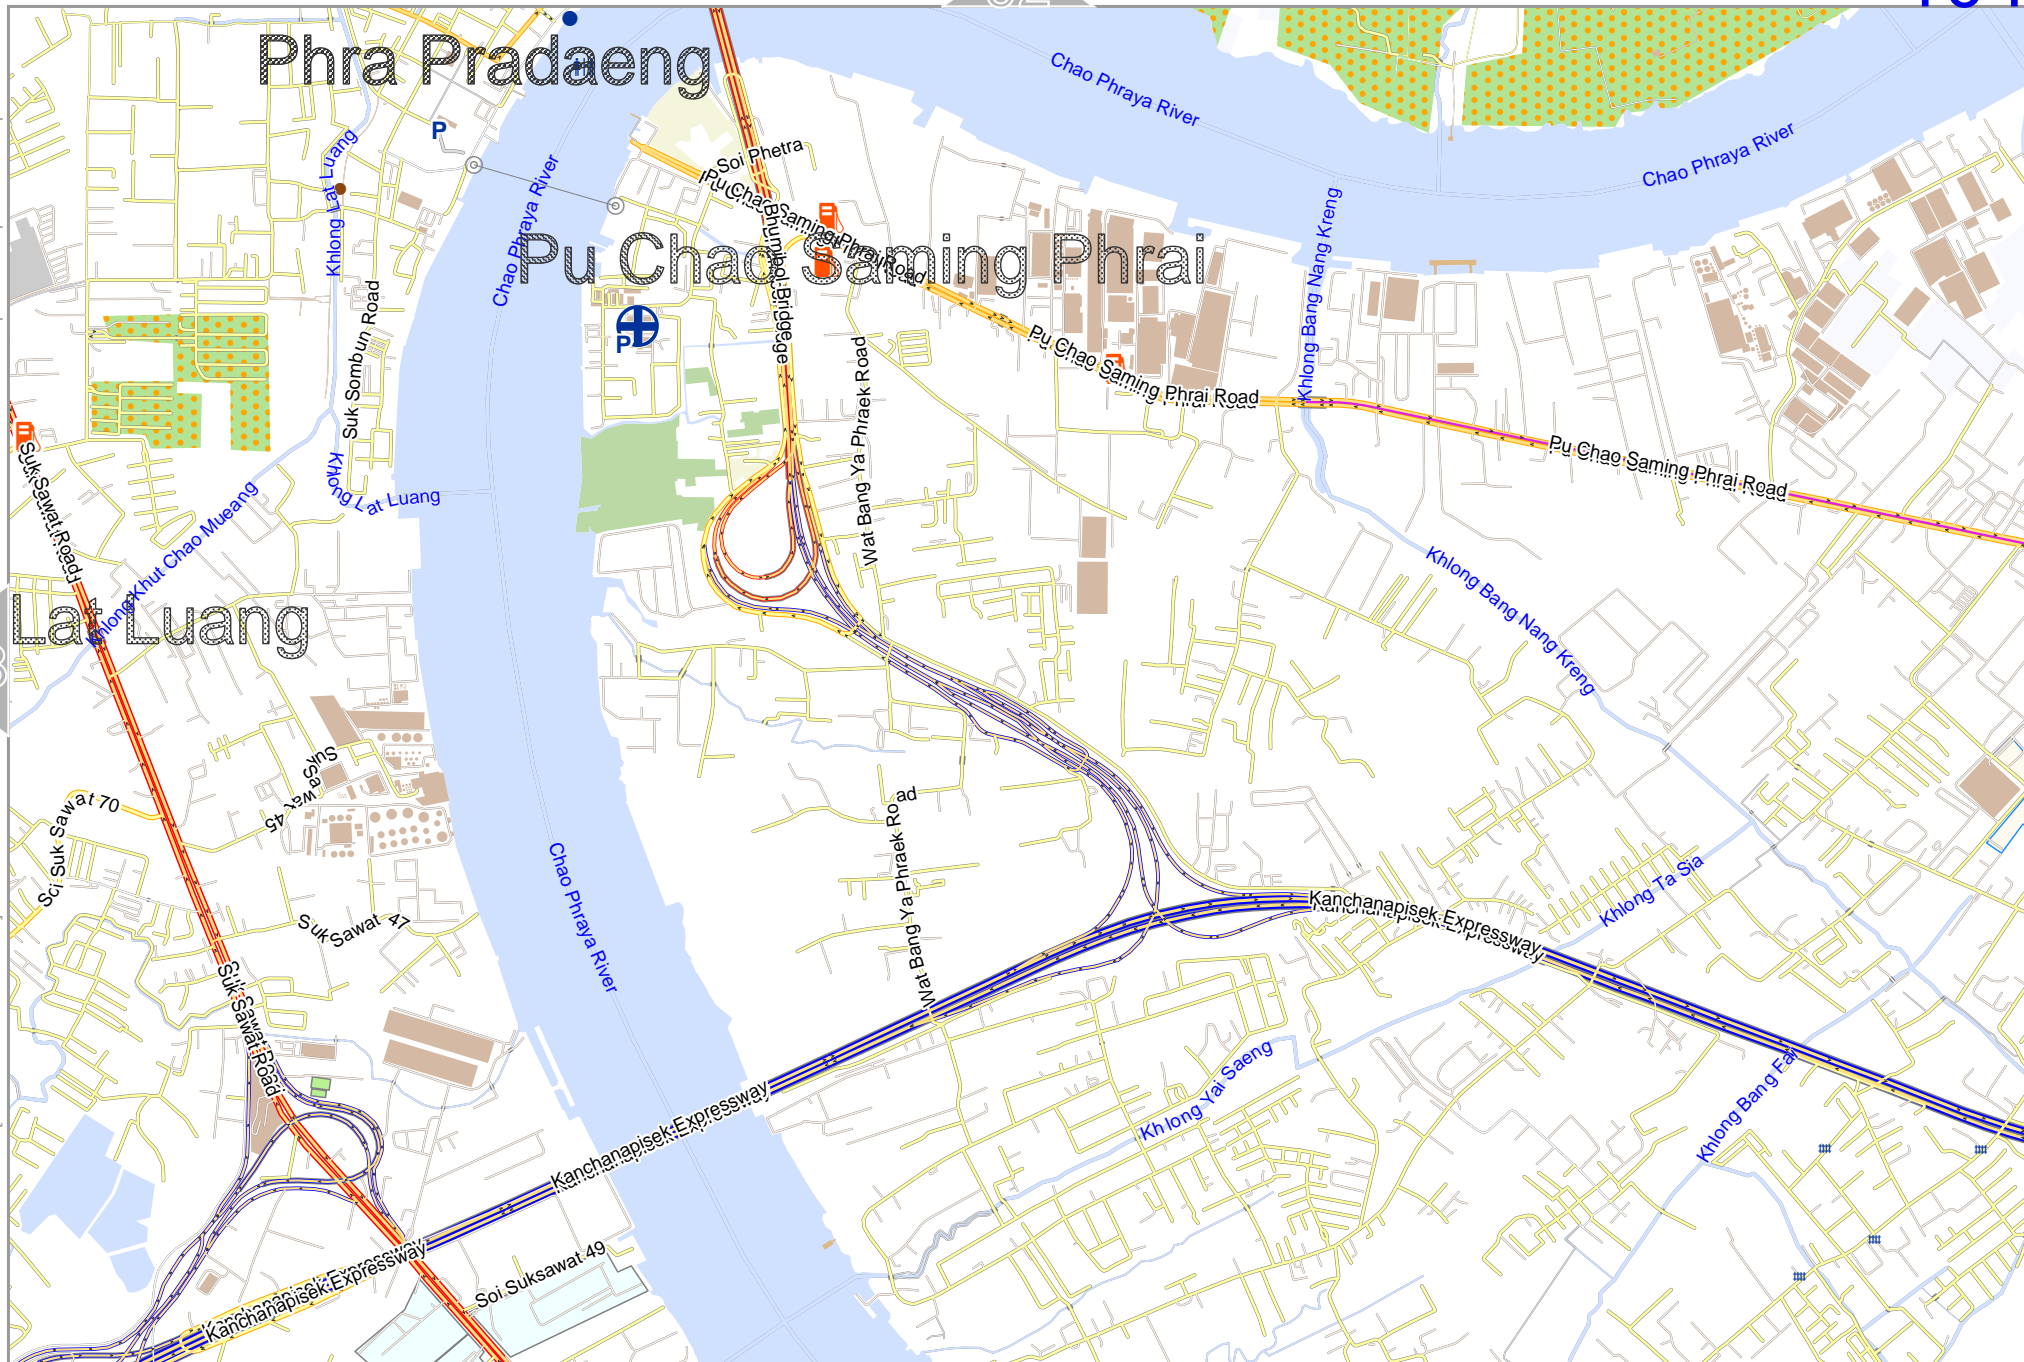 Phra Pradaeng
Chao Phraya River
Chao Phraya River
P
Khlong Lat Luang
Soi Phetra
Pu Chao Saming Phrai Road
Chao Phraya River
Bhumibol Bridge
Pu Chao Saming Phrai
Khlong Bang Nang Kreng
P
Suk Sombun Road
Wat Bang Ya Phraek Road
Pu Chao Saming Phrai Road
Pu Chao Saming Phrai Road
Suk Sawat Road
Khlong Lat Luang
Khlong Khut Chao Mueang
Khlong Bang Nang Kreng
Lat Luang
Suk Sawat 45
Soi Suk Sawat 70
Wat Bang Ya Phraek Road
Chao Phraya River
Khlong Ta Sia
Suk Sawat 47
Kanchanapisek Expressway
Suk Sawat Road
Suk Sawat Road
Khlong Yai Saeng
Khlong Bang Fai
Kanchanapisek Expressway
Kanchanapisek Expressway
Soi Suksawat 49